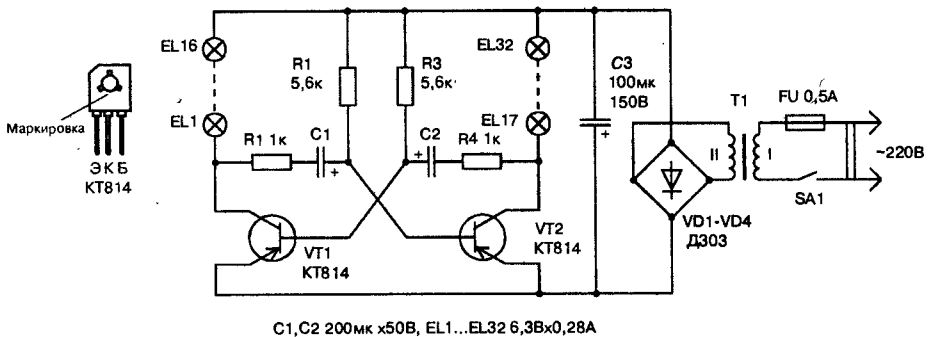 EL16
R1
5,6к
R3
5,6к
EL32
С3
100мк
150В
T1
FU 0,5А
Маркировка
EL1
R1 1к
C1
+
C2
+
R4 1к
EL17
+
II
I
~220В
SA1
Э К Б
КТ814
VT1
КТ814
VT2
КТ814
VD1-VD4
Д303
C1,C2 200мк х50В, EL1...EL32 6,3Вх0,28А